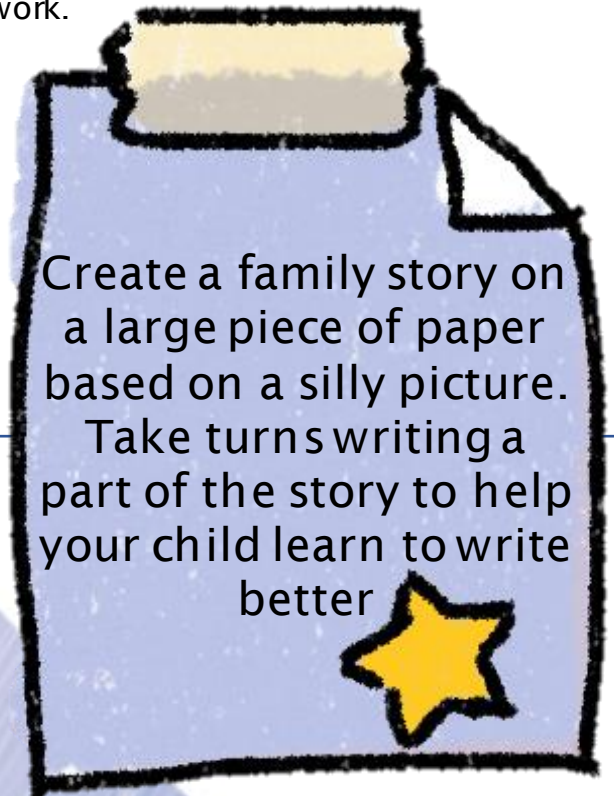 work.
Create a family story on
a large piece of paper
based on a silly picture.
Take turns writing a
part of the story to help
your child learn to write
better